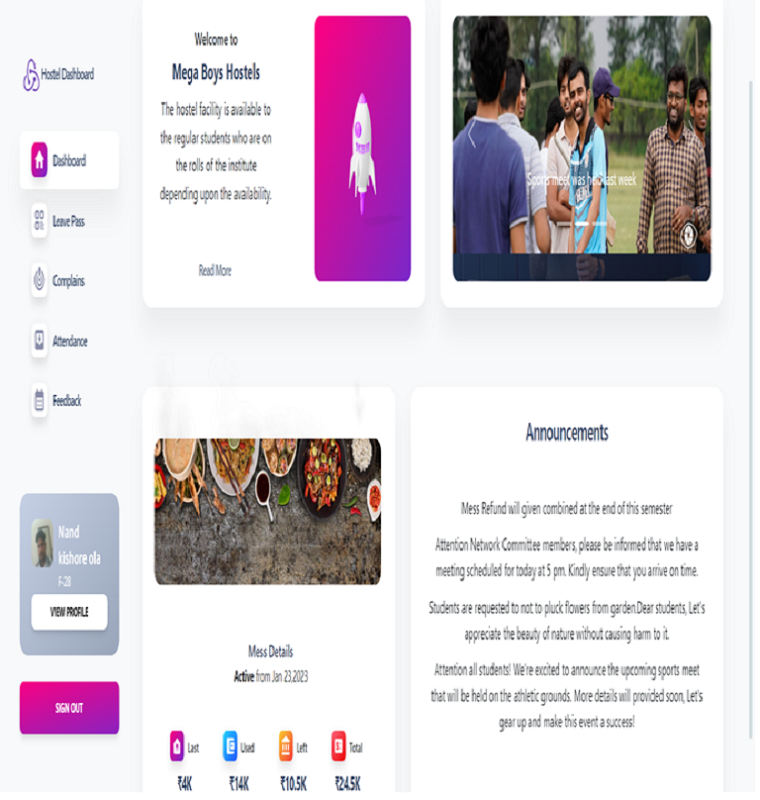 Hostel Dashboard
Dashboard
Leave Pass
Complains
Attendance
Feedback
Nand
kishore ola
F-28
VIEW PROFILE
SIGN OUT
Welcome to
Mega Boys Hostels
The hostel facility is available to
the regular students who are on
the rolls of the institute
depending upon the availability.
Read More
Sports meet was held last week
Mess Details
Active from Jan 23,2023
Last
Used
Left
Total
₹4K
₹14K
₹10.5K
₹24.5K
Announcements
Mess Refund will given combined at the end of this semester
Attention Network Committee members, please be informed that we have a
meeting scheduled for today at 5 pm. Kindly ensure that you arrive on time.
Students are requested to not to pluck flowers from garden.Dear students, Let's
appreciate the beauty of nature without causing harm to it.
Attention all students! We're excited to announce the upcoming sports meet
that will be held on the athletic grounds. More details will provided soon, Let's
gear up and make this event a success!